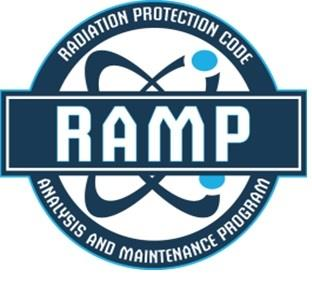 RADIATION PROTECTION CODE
RAMP
ANALYSIS AND MAINTENANCE PROGRAM